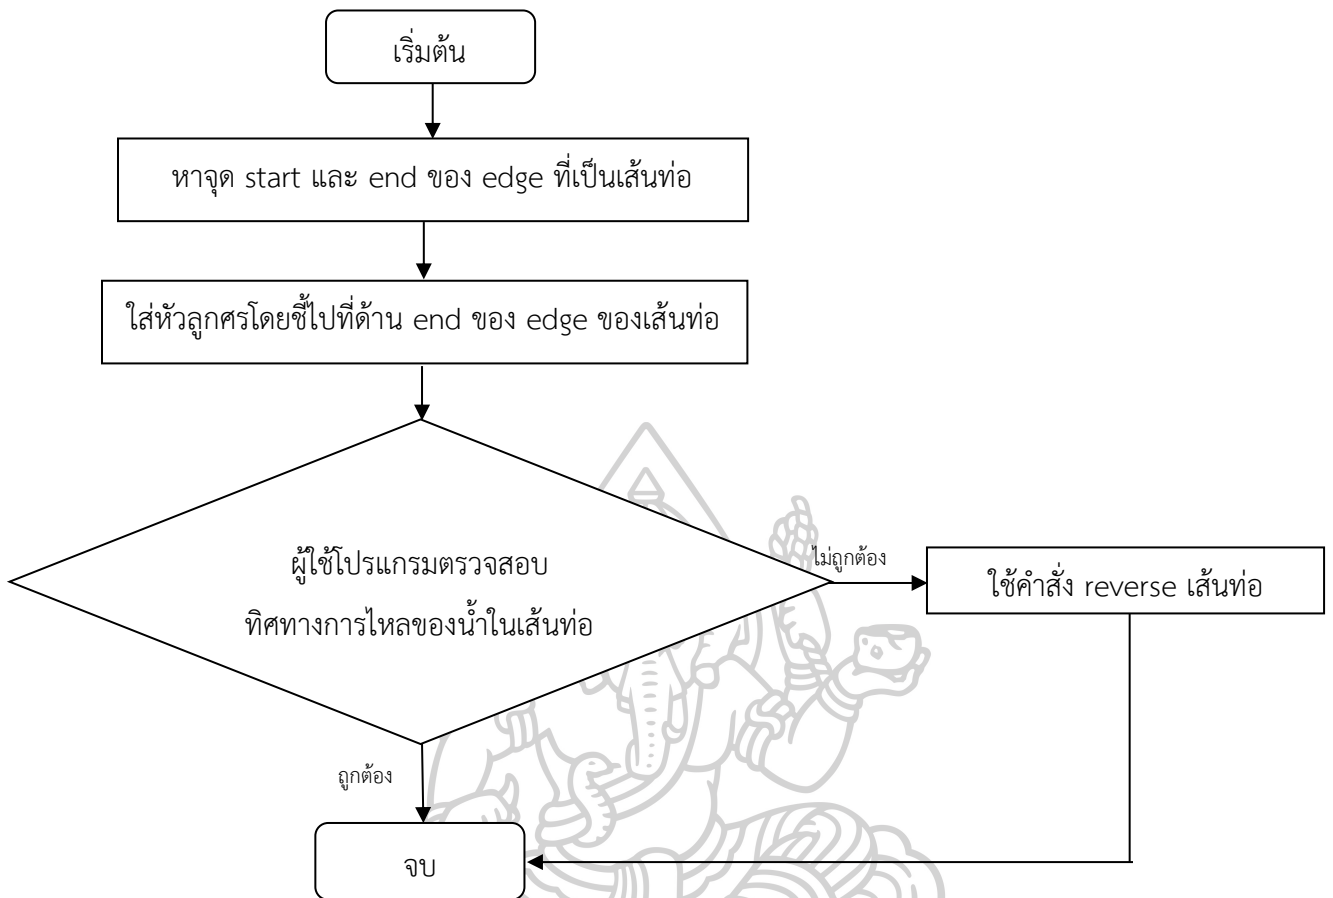 เริ่มต้น
หาจุด start และ end ของ edge ที่เป็นเส้นท่อ
ใส่หัวลูกศรโดยชี้ไปที่ด้าน end ของ edge ของเส้นท่อ
ผู้ใช้โปรแกรมตรวจสอบ
ทิศทางการไหลของน้ำในเส้นท่อ
ไม่ถูกต้อง
ใช้คำสั่ง reverse เส้นท่อ
ถูกต้อง
จบ